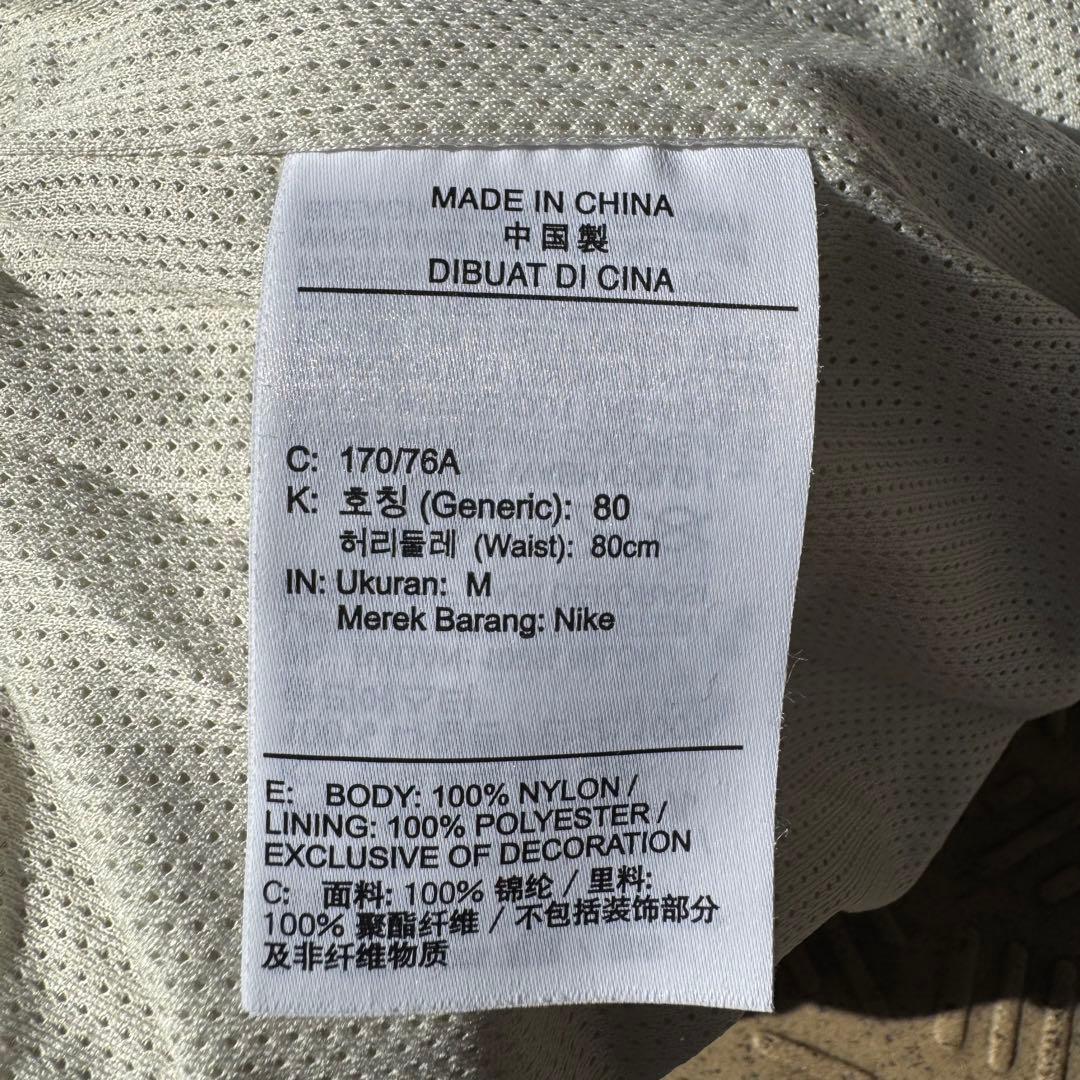 MADE IN CHINA
中国製
DIBUAT DI CINA
C: 170/76A
K: 호칭 (Generic): 80
허리둘레 (Waist): 80cm
IN: Ukuran: M
Merek Barang: Nike
E: BODY: 100% NYLON /
LINING: 100% POLYESTER /
EXCLUSIVE OF DECORATION
C: 面料: 100% 锦纶 / 里料:
100% 聚酯纤维 / 不包括装饰部分
及非纤维物质